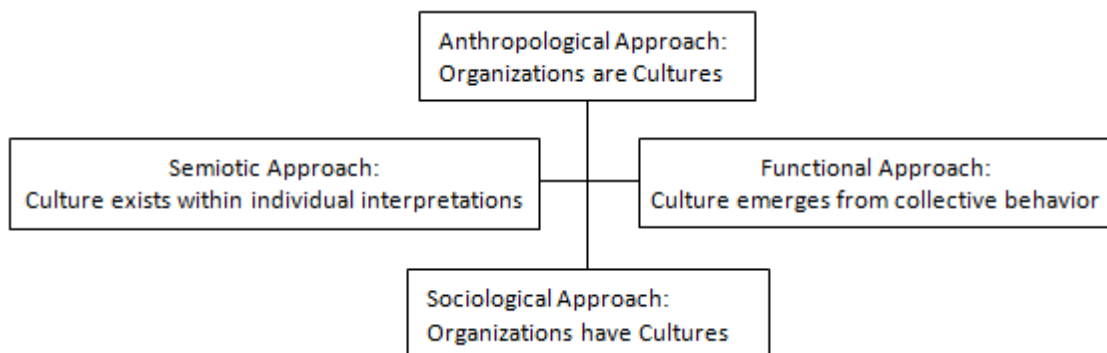 Anthropological Approach:
Organizations are Cultures
Semiotic Approach:
Culture exists within individual interpretations
Functional Approach:
Culture emerges from collective behavior
Sociological Approach:
Organizations have Cultures